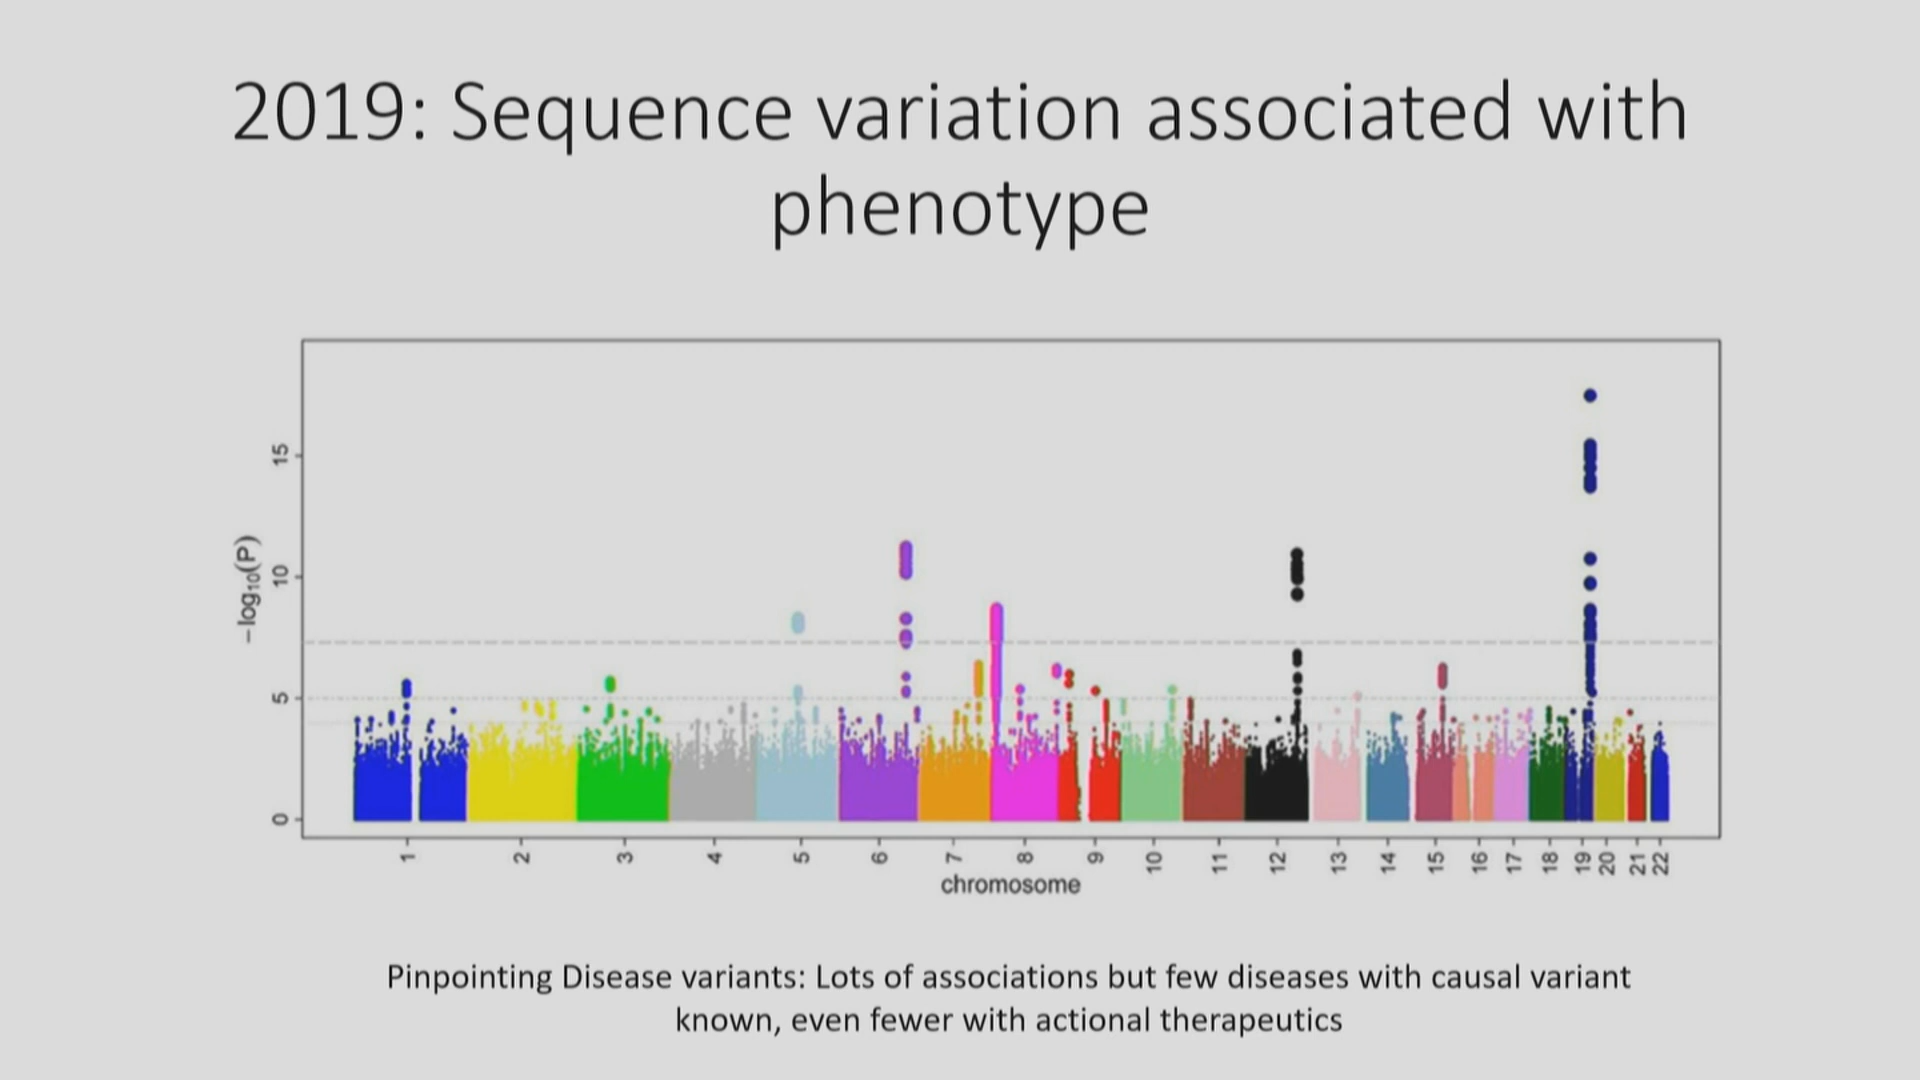 2019: Sequence variation associated with
phenotype
−log10(P)
15
10
5
0
1 2 3 4 5 6 7 8 9 10 11 12 13 14 15 16 17 18 19 20 21 22
chromosome
Pinpointing Disease variants: Lots of associations but few diseases with causal variant
known, even fewer with actional therapeutics